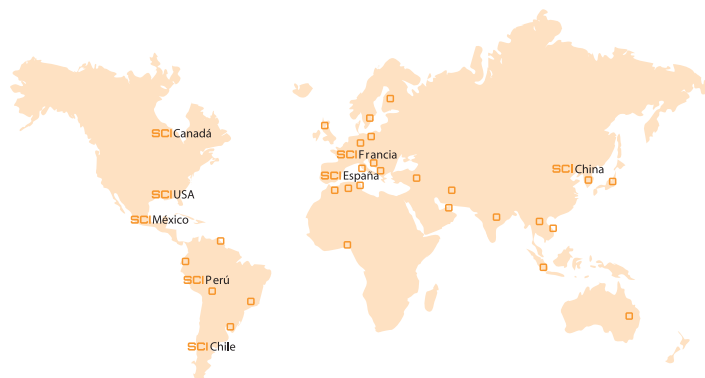 SCI Canadá
SCI Francia
SCI China
SCI España
SCI USA
SCI México
SCI Perú
SCI Chile